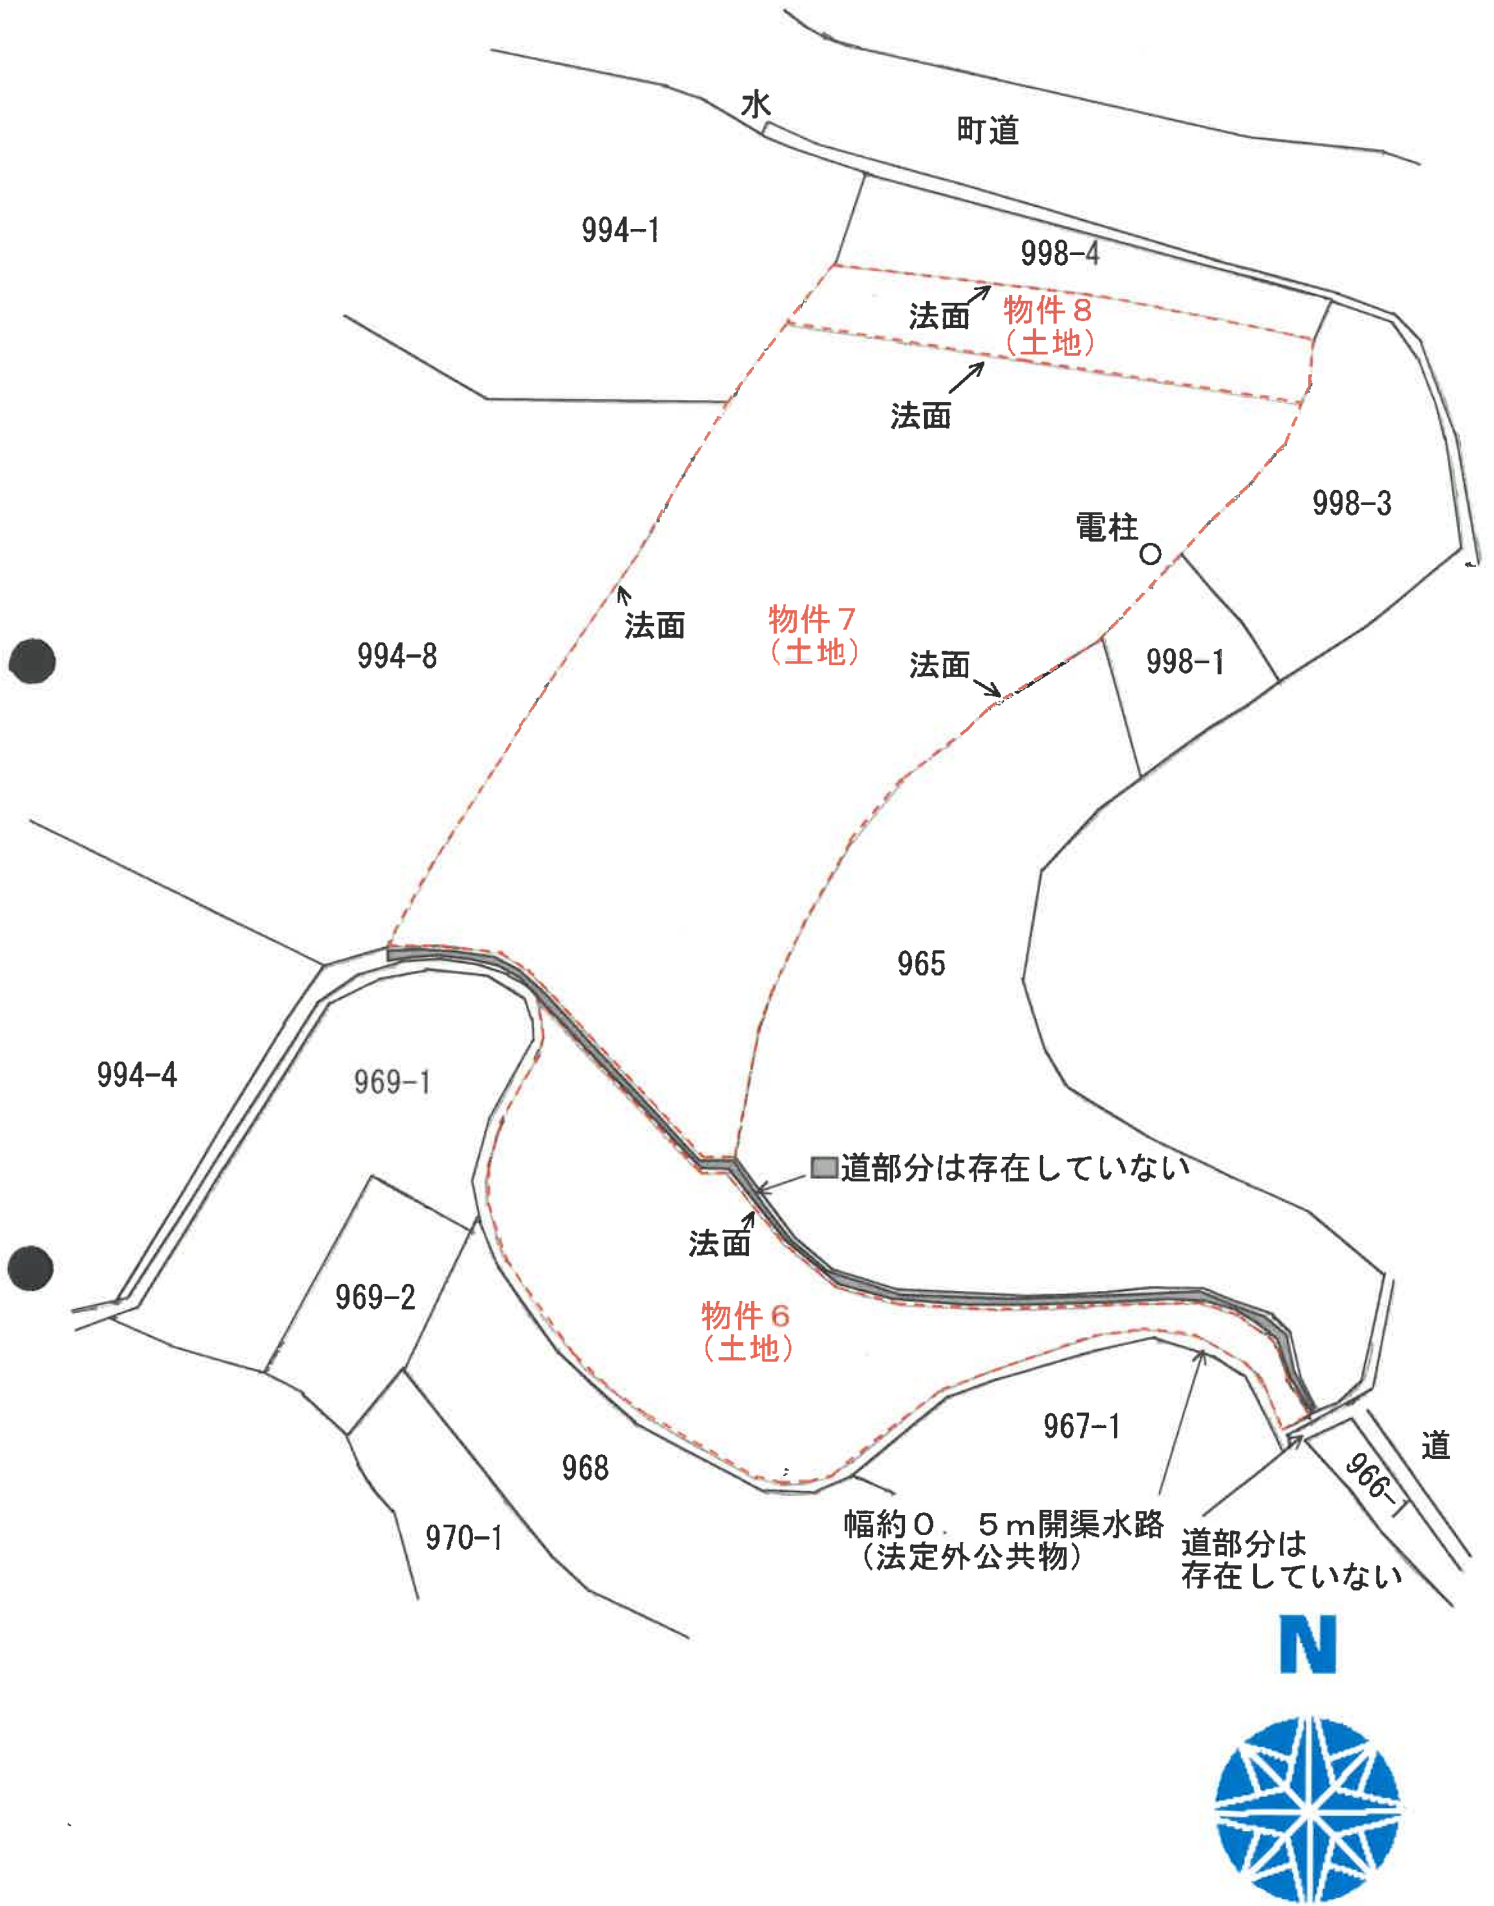 水
町道
994-1
998-4
法面
物件８
（土地）
法面
998-3
電柱
物件７
（土地）
法面
994-8
法面
998-1
965
994-4
969-1
道部分は存在していない
法面
969-2
物件６
（土地）
967-1
道
968
966-1
970-1
幅約０．５ｍ開渠水路
（法定外公共物）
道部分は
存在していない
N